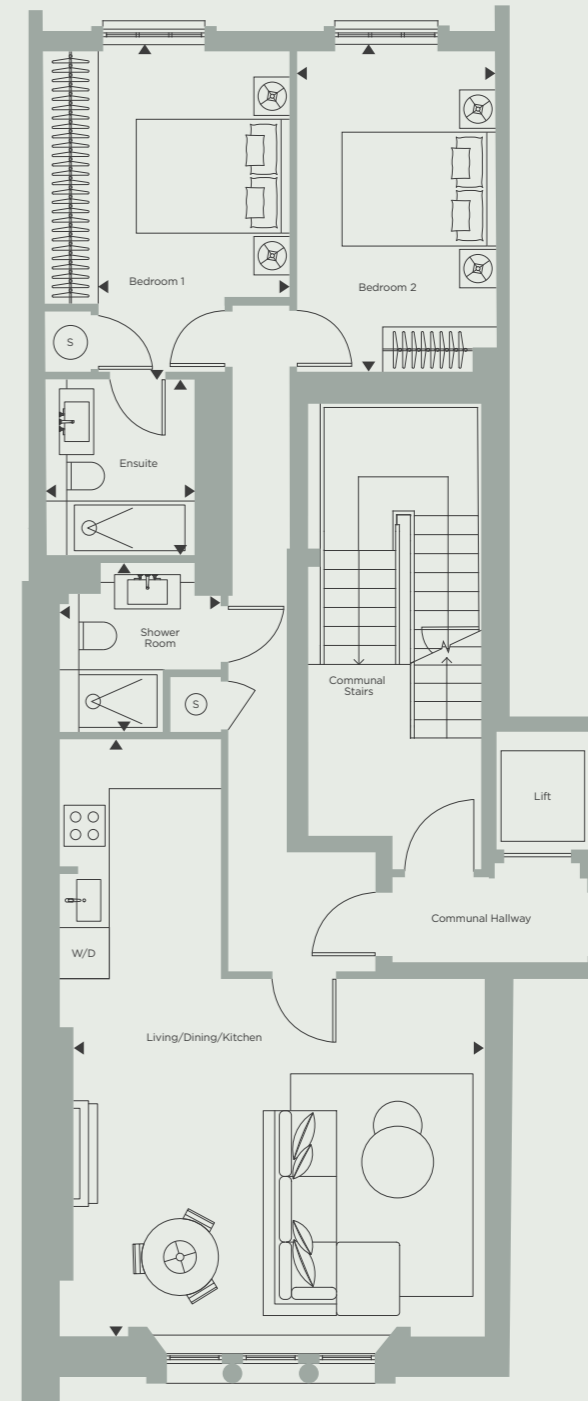 Bedroom 1
Bedroom 2
S
Ensuite
Shower
Room
S
Communal
Stairs
Lift
Communal Hallway
W/D
Living/Dining/Kitchen